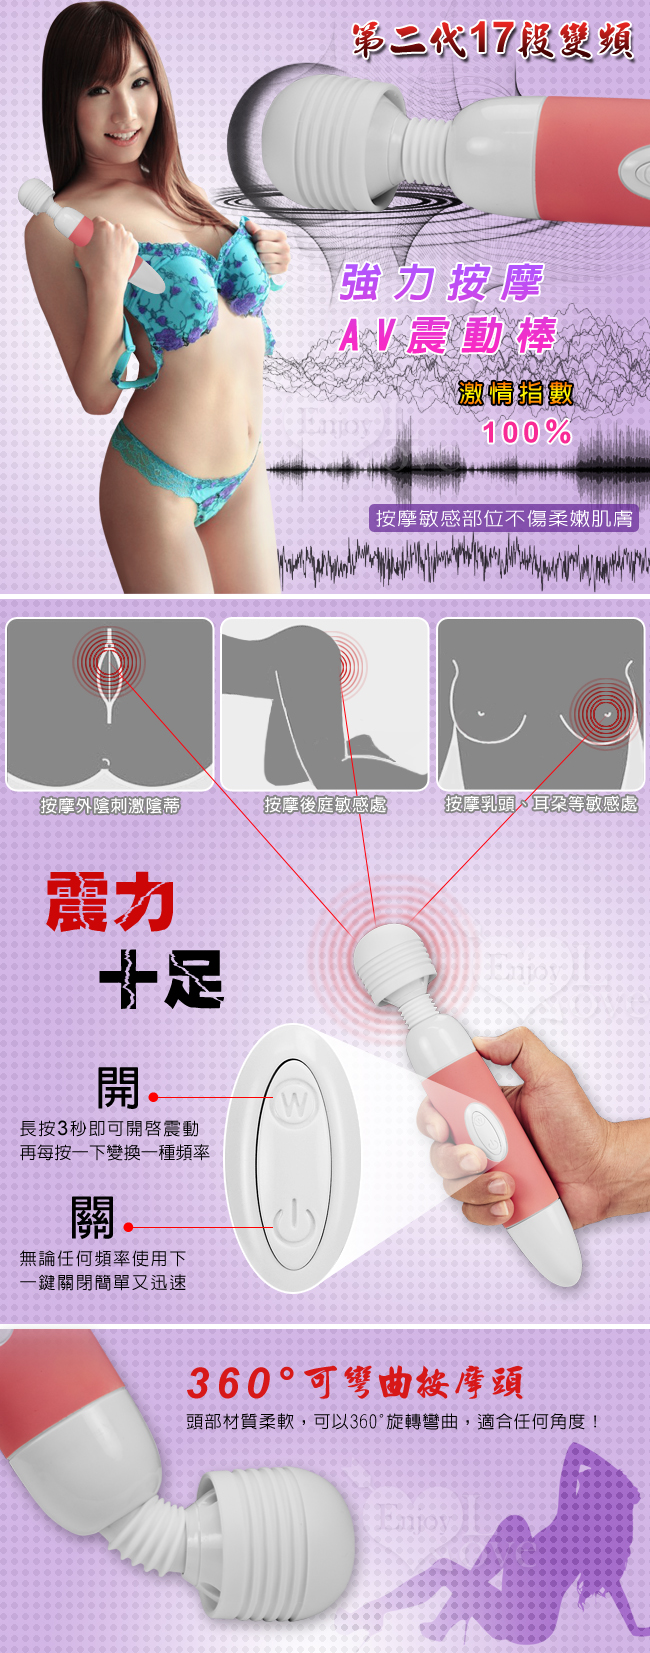 第二代17段變頻
強力按摩
AV震動棒
激情指數
100%
Enjoy
按摩敏感部位不傷柔嫩肌膚
按摩外陰刺激陰蒂
按摩後庭敏感處
按摩乳頭、耳朵等敏感處
震力
十足
Enjoy
開
長按3秒即可開啓震動
再每按一下變換一種頻率
W
關
無論任何頻率使用下
一鍵關閉簡單又迅速
360°可彎曲按摩頭
頭部材質柔軟，可以360°旋轉彎曲，適合任何角度！
Enjoy